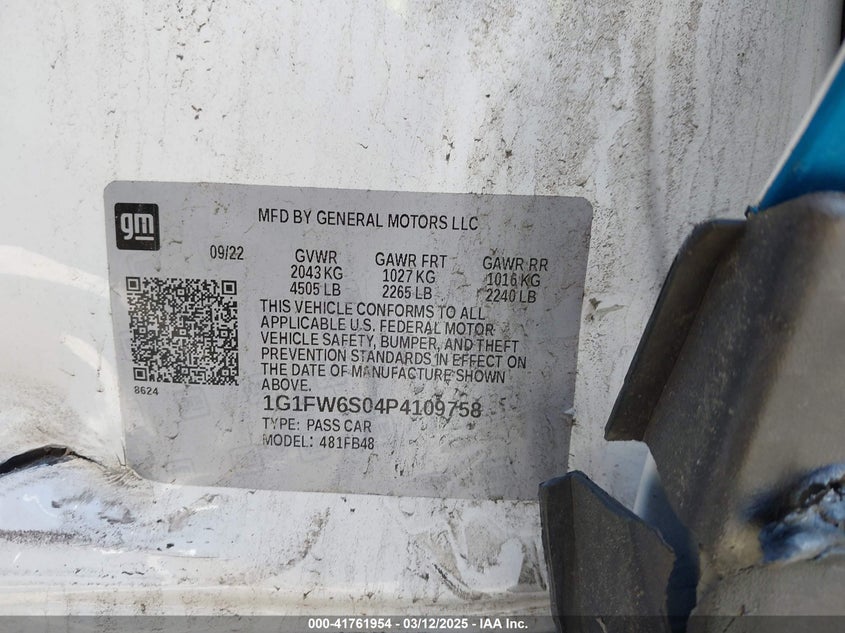 gm
MFD BY GENERAL MOTORS LLC
09/22 GVWR GAWR FRT GAWR RR
2043 KG 1027 KG 1016 KG
4505 LB 2265 LB 2240 LB
THIS VEHICLE CONFORMS TO ALL
APPLICABLE U.S. FEDERAL MOTOR
VEHICLE SAFETY, BUMPER, AND THEFT
PREVENTION STANDARDS IN EFFECT ON
THE DATE OF MANUFACTURE SHOWN
ABOVE.
8624
1G1FW6S04P4109758
TYPE: PASS CAR
MODEL: 481FB48
000-41761954 - 03/12/2025 - IAA Inc.